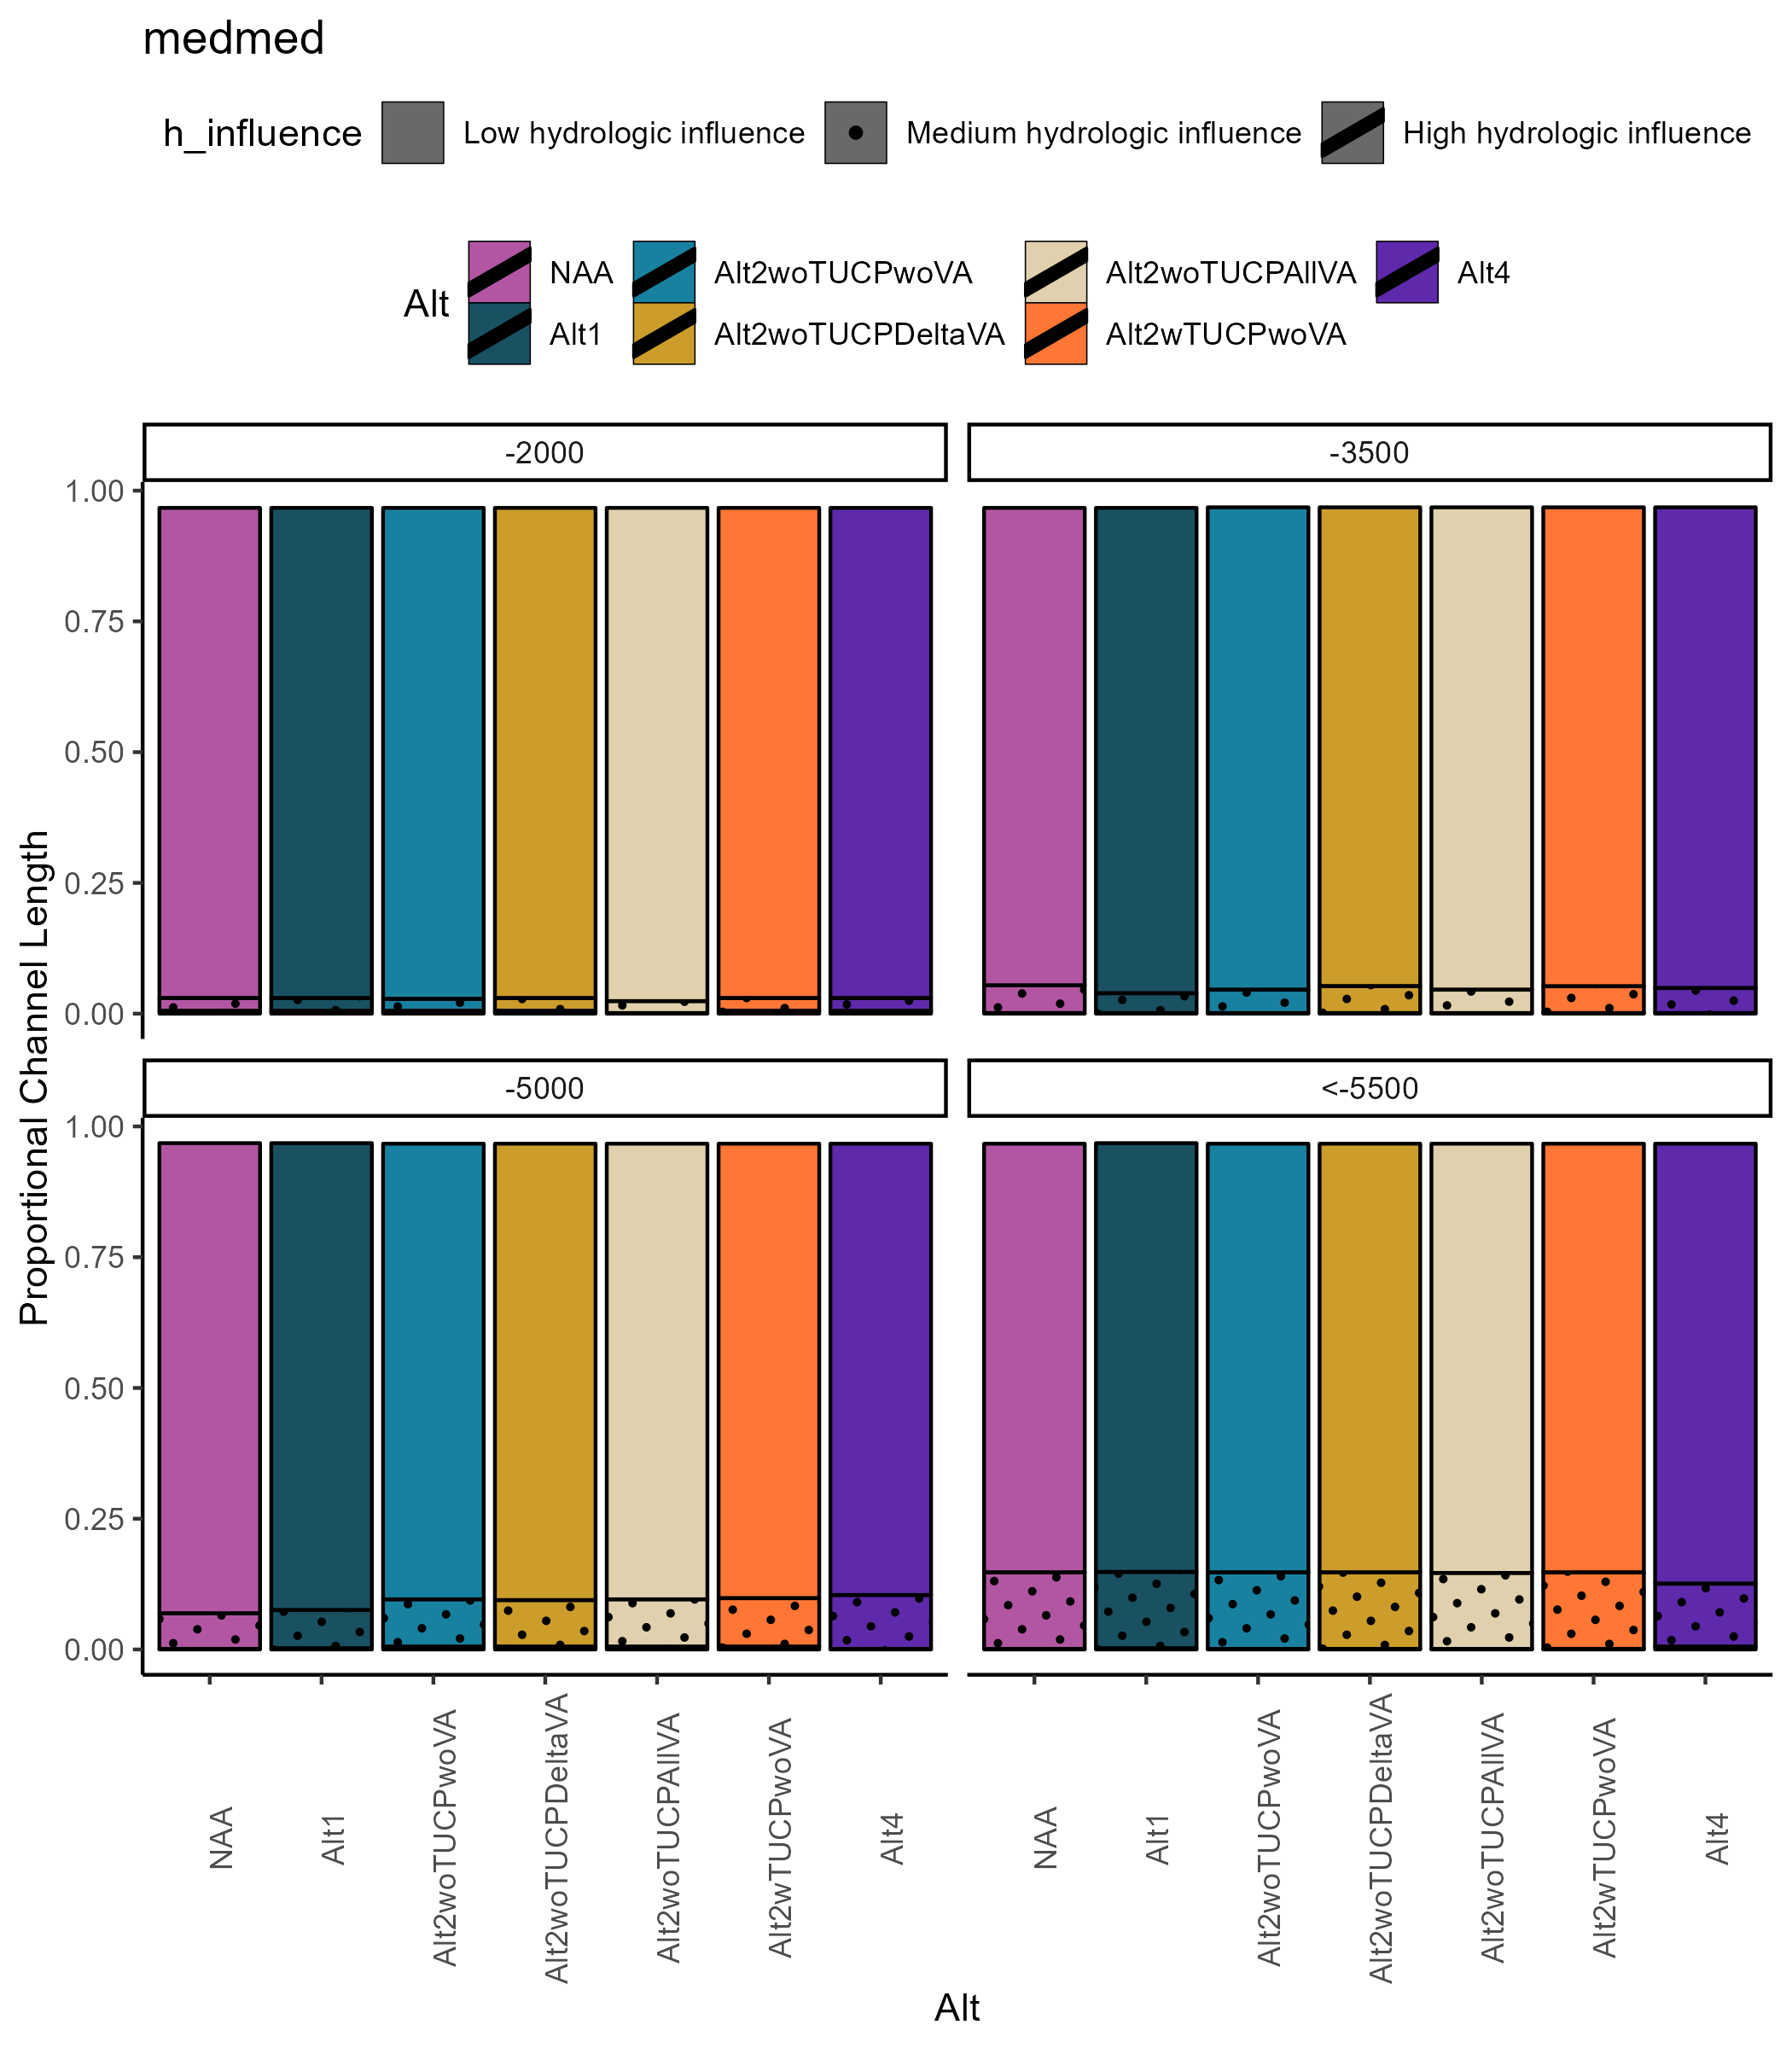 medmed
h_influence Low hydrologic influence Medium hydrologic influence High hydrologic influence
Alt NAA Alt2woTUCPwoVA Alt2woTUCPAllVA Alt4
Alt1 Alt2woTUCPDeltaVA Alt2wTUCPwoVA
-2000 -3500
1.00
0.75
0.50
0.25
0.00
-5000 <-5500
1.00
0.75
0.50
0.25
0.00
Proportional Channel Length
NAA Alt1 Alt2woTUCPwoVA Alt2woTUCPDeltaVA Alt2woTUCPAllVA Alt2wTUCPwoVA Alt4 NAA Alt1 Alt2woTUCPwoVA Alt2woTUCPDeltaVA Alt2woTUCPAllVA Alt2wTUCPwoVA Alt4
Alt